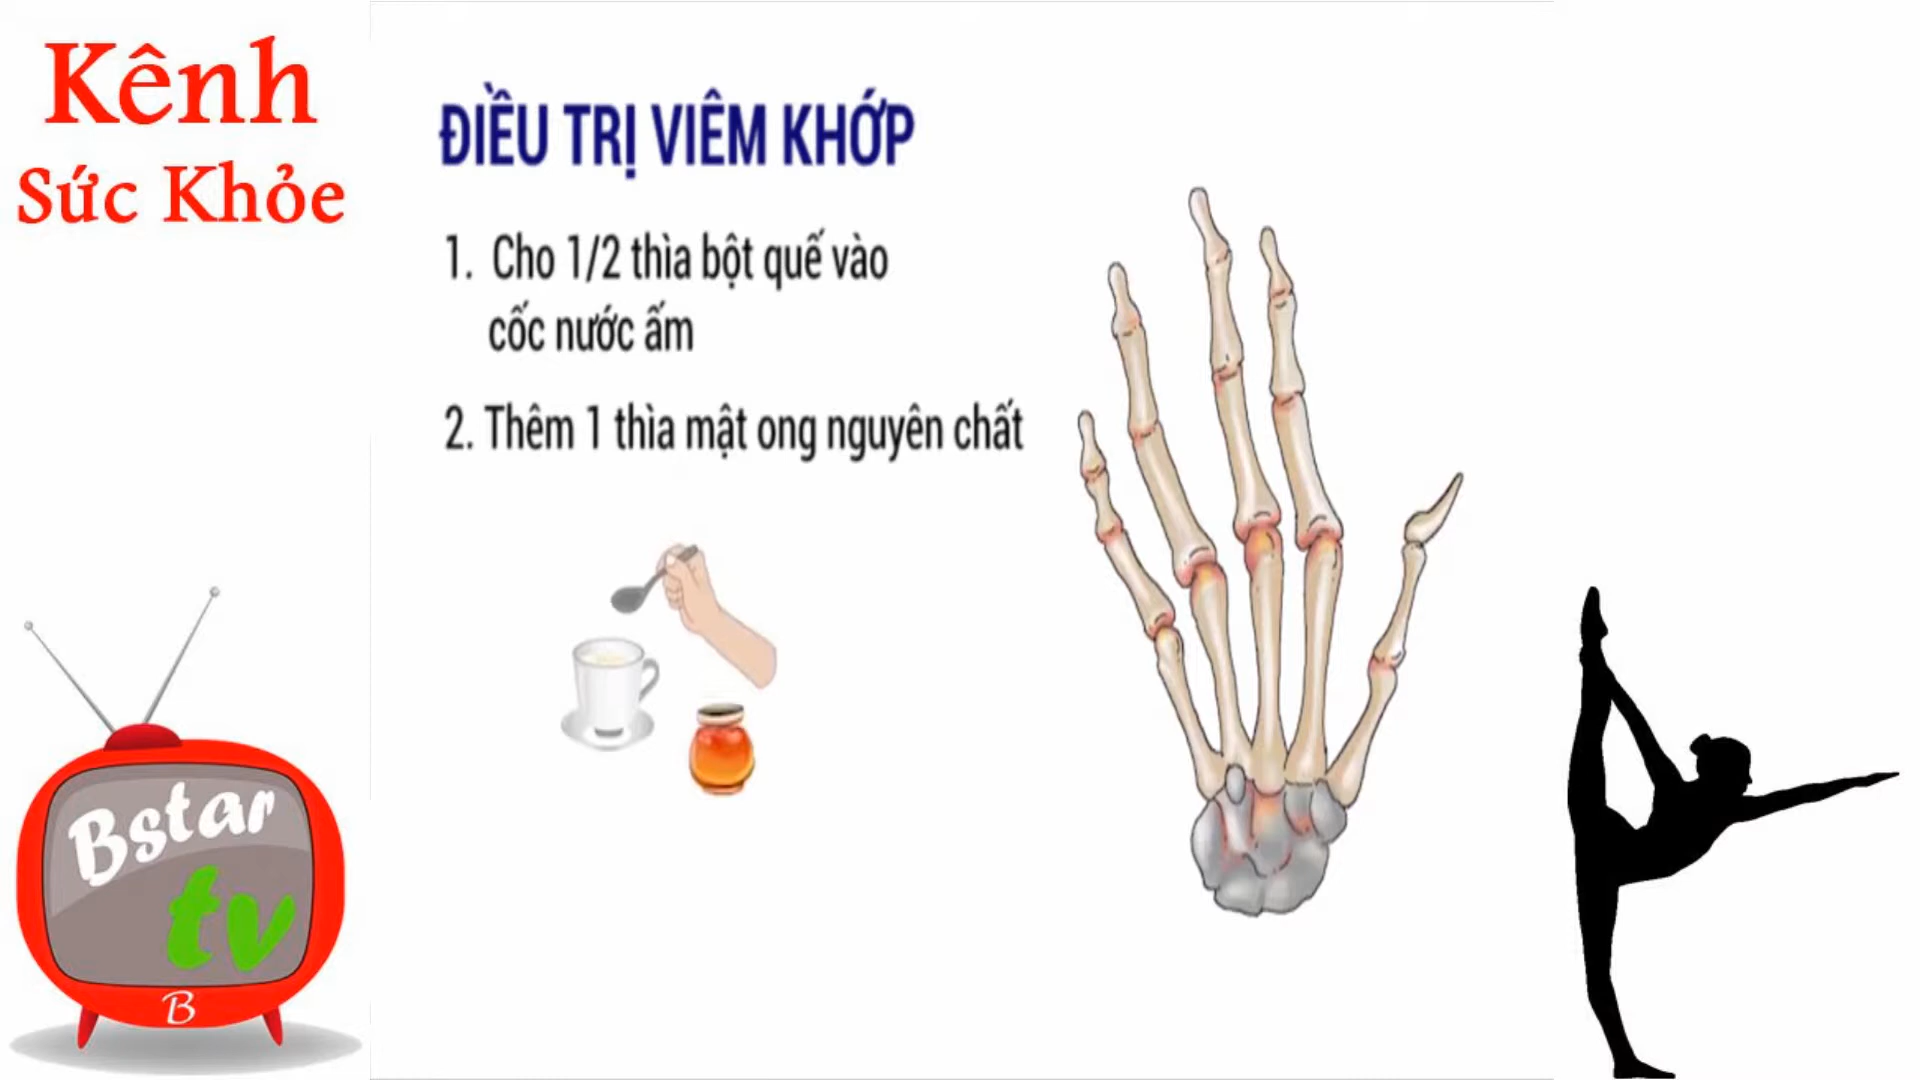 Kênh
Sức Khỏe
ĐIỀU TRỊ VIÊM KHỚP
1. Cho 1/2 thìa bột quế vào
cốc nước ấm
2. Thêm 1 thìa mật ong nguyên chất
Bstar
tv
B